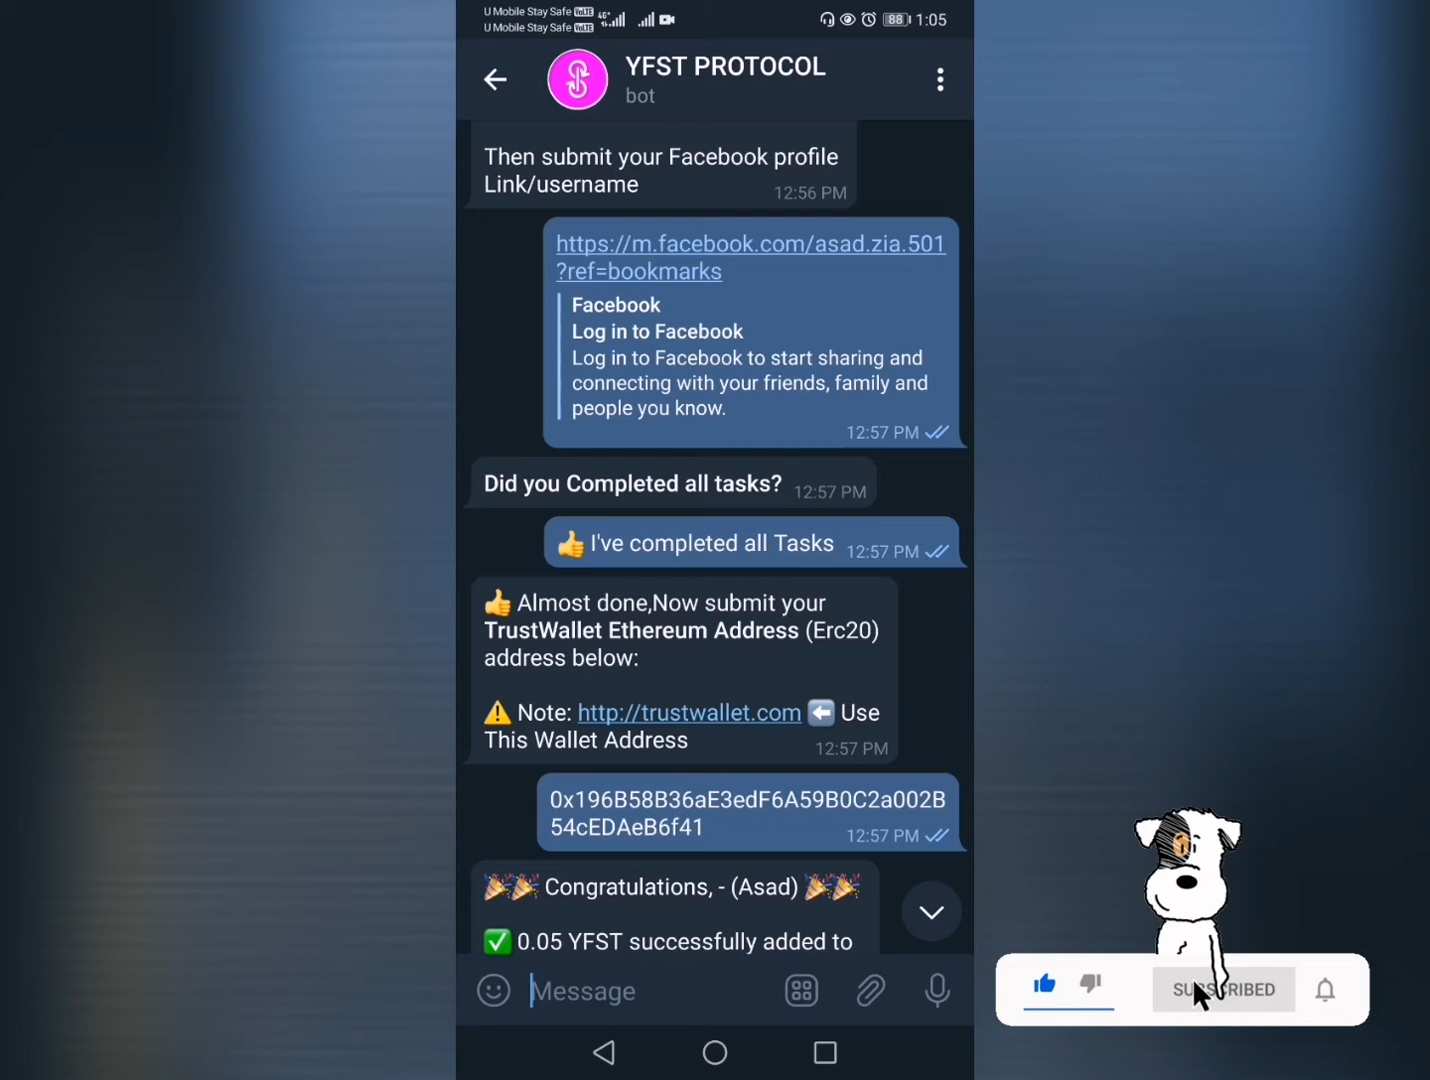 U Mobile Stay Safe VoLTE
U Mobile Stay Safe VoLTE
4G+
88 1:05
YFST PROTOCOL
bot
Then submit your Facebook profile
Link/username
12:56 PM
https://m.facebook.com/asad.zia.501
?ref=bookmarks
Facebook
Log in to Facebook
Log in to Facebook to start sharing and
connecting with your friends, family and
people you know.
12:57 PM
Did you Completed all tasks? 12:57 PM
👍 I've completed all Tasks 12:57 PM
👍 Almost done,Now submit your
TrustWallet Ethereum Address (Erc20)
address below:
⚠️ Note: http://trustwallet.com ⬅️ Use
This Wallet Address 12:57 PM
0x196B58B36aE3edF6A59B0C2a002B
54cEDAeB6f41 12:57 PM
🎉🎉 Congratulations, - (Asad) 🎉🎉
✅ 0.05 YFST successfully added to
Message
SUBSCRIBED